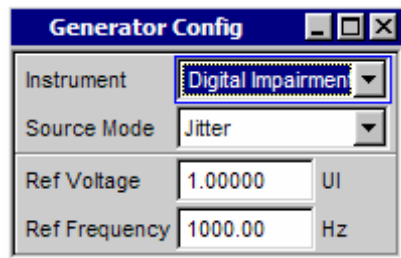 Generator Config
Instrument Digital Impairment
Source Mode Jitter
Ref Voltage 1.00000 UI
Ref Frequency 1000.00 Hz